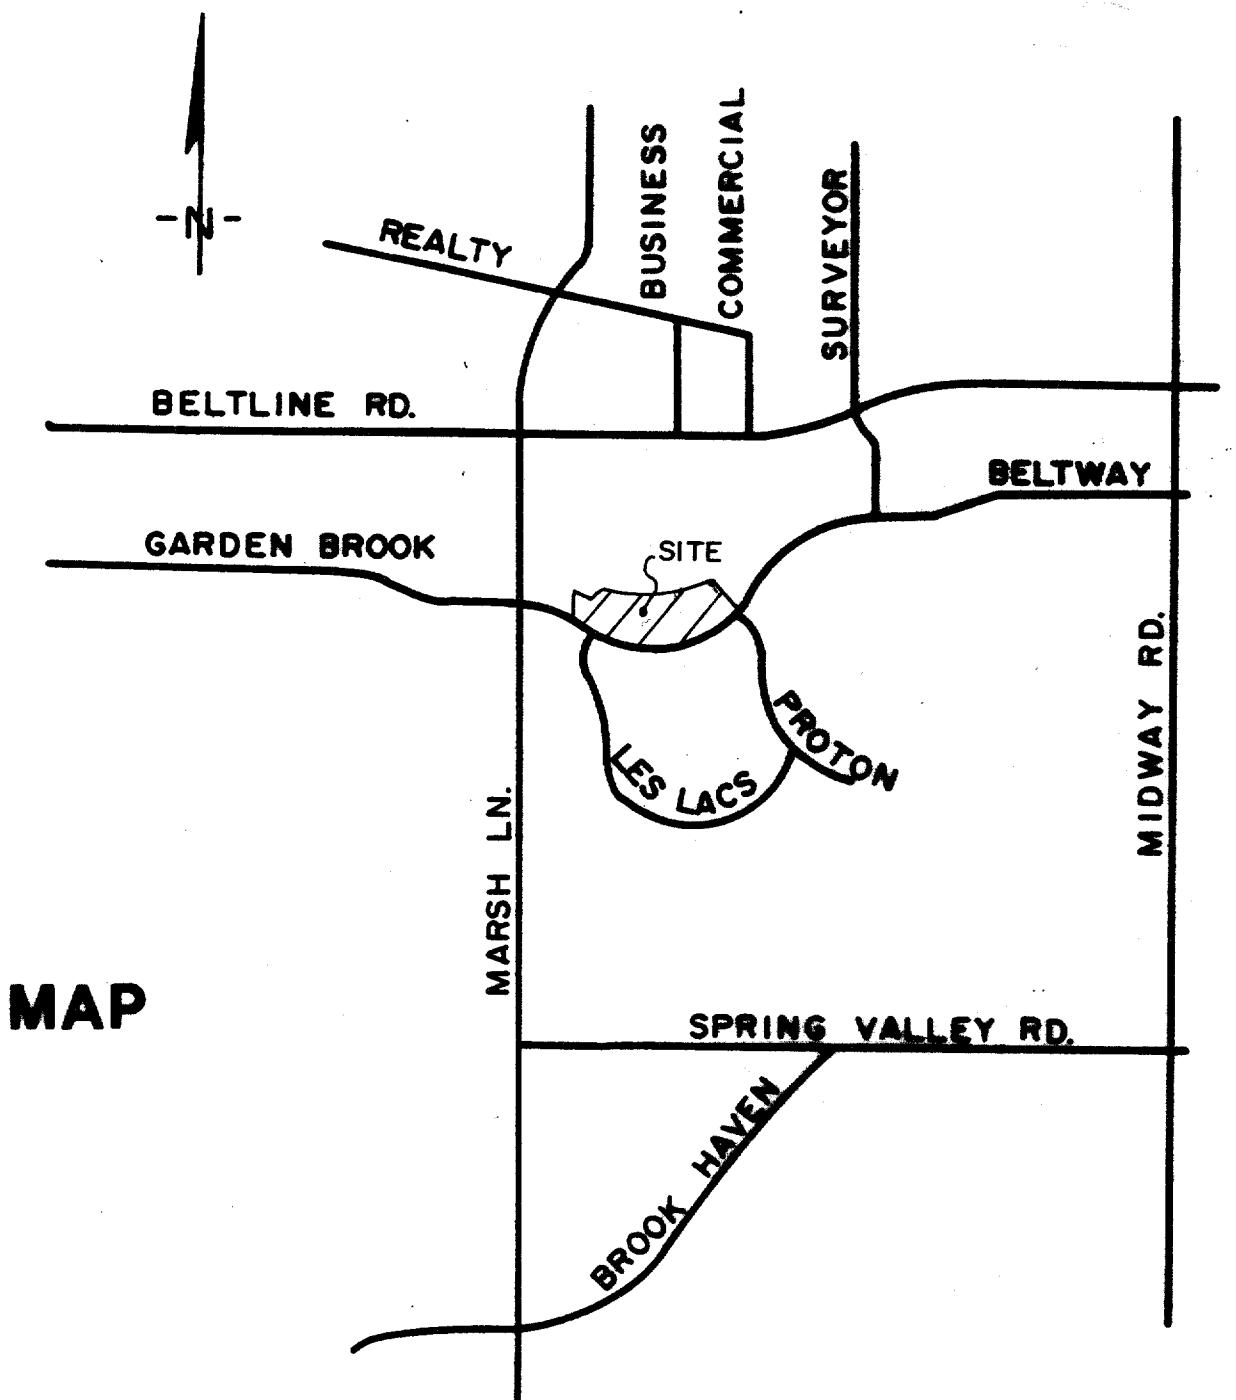 -N-
REALTY
BUSINESS
COMMERCIAL
SURVEYOR
BELTLINE RD.
BELTWAY
GARDEN BROOK
SITE
PROTON
LES LACS
MIDWAY RD.
MARSH LN.
MAP
SPRING VALLEY RD.
BROOK HAVEN